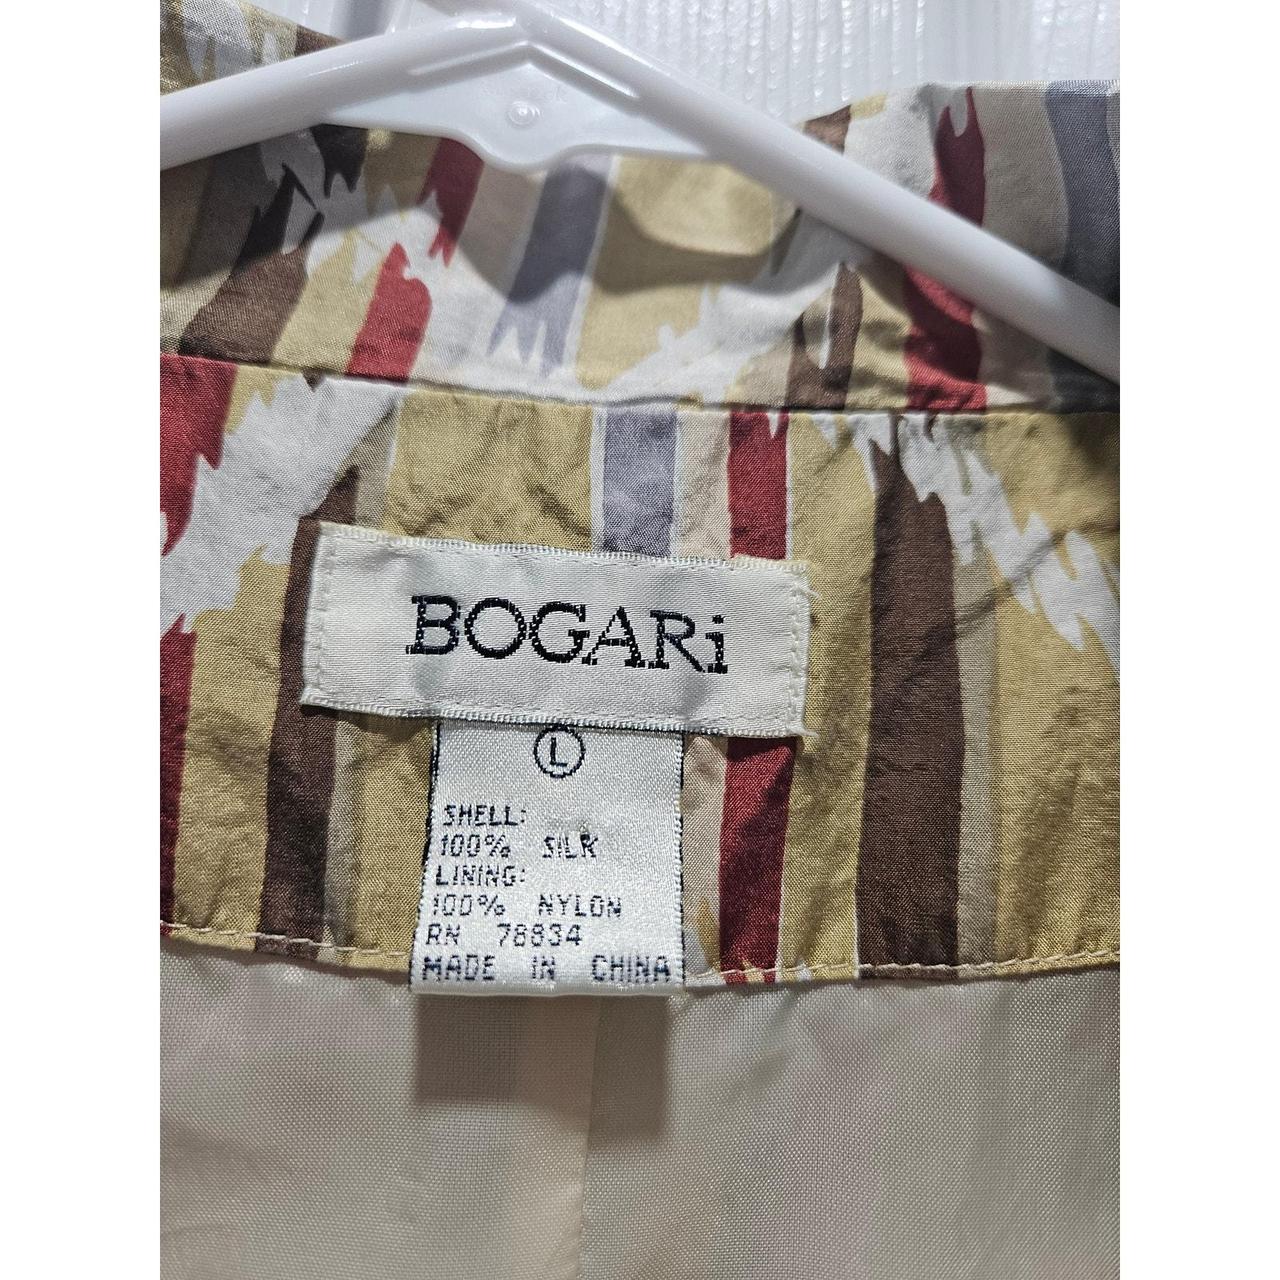 BOGARi
L
SHELL:
100% SILK
LINING:
100% NYLON
RN 78834
MADE IN CHINA